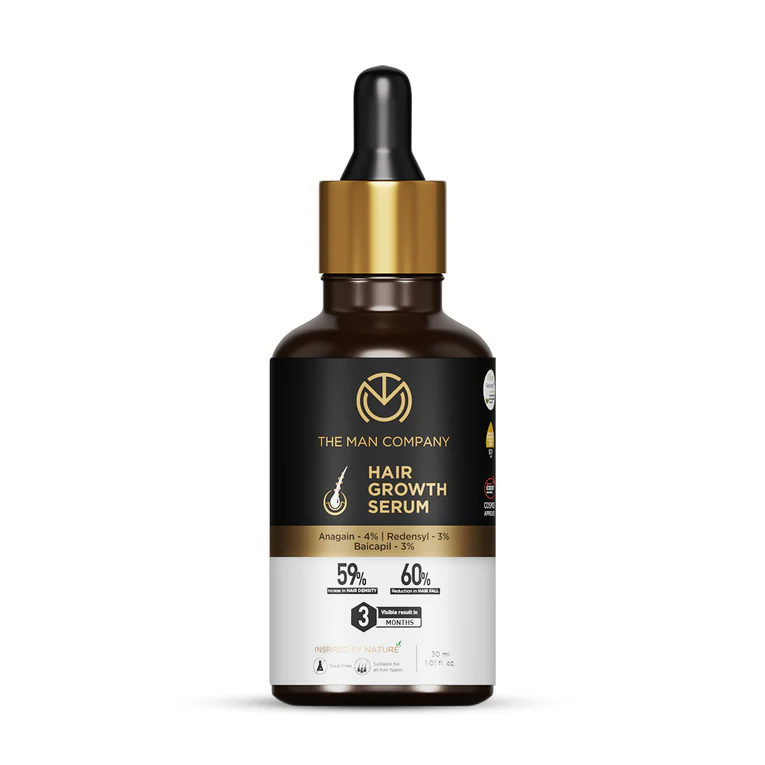 THE MAN COMPANY
HAIR
GROWTH
SERUM
Anagain - 4% | Redensyl - 3%
Baicapil - 3%
59% 60%
Increase in HAIR DENSITY Reduction in HAIR FALL
3 Visible result in
MONTHS
INSPIRED BY NATURE
Toxin Free
Suitable for
all hair types
30 ml
1.01 fl. oz.